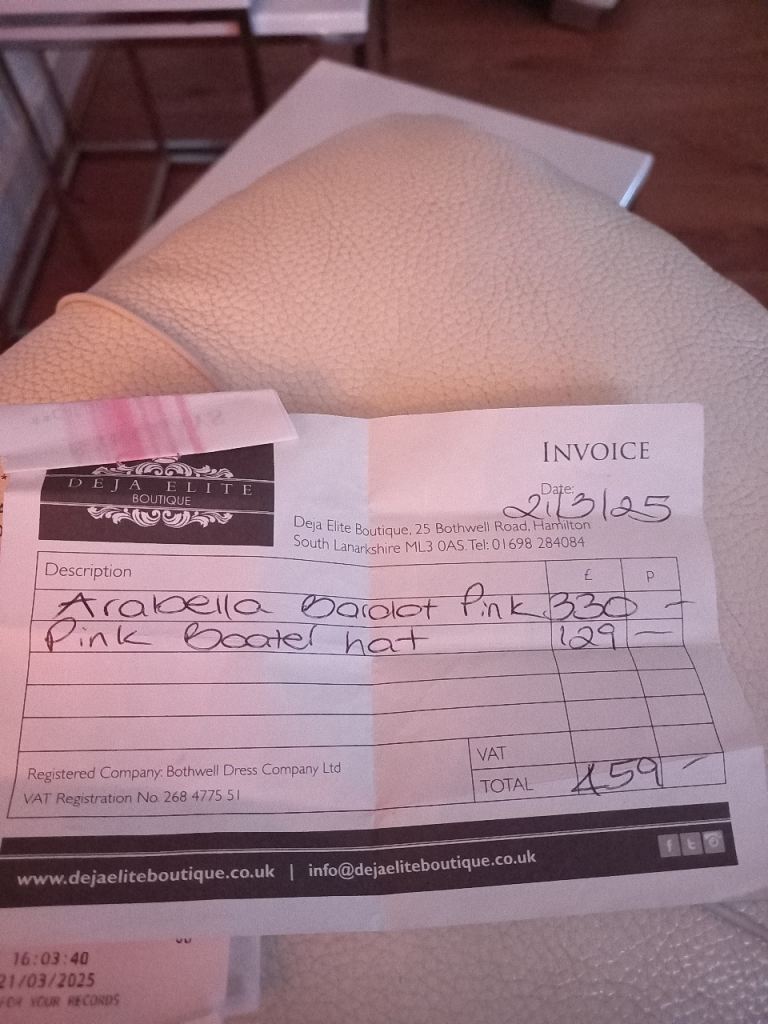 INVOICE
DEJA ELITE
BOUTIQUE
Date:
21/3/25
Deja Elite Boutique, 25 Bothwell Road, Hamilton
South Lanarkshire ML3 0AS. Tel: 01698 284084
Description £ P
Arabella Bardot Pink 330 -
Pink Boater hat 129 -
VAT
TOTAL 459 -
Registered Company: Bothwell Dress Company Ltd
VAT Registration No. 268 4775 51
www.dejaeliteboutique.co.uk | info@dejaeliteboutique.co.uk
16:03:40
21/03/2025
FOR YOUR RECORDS